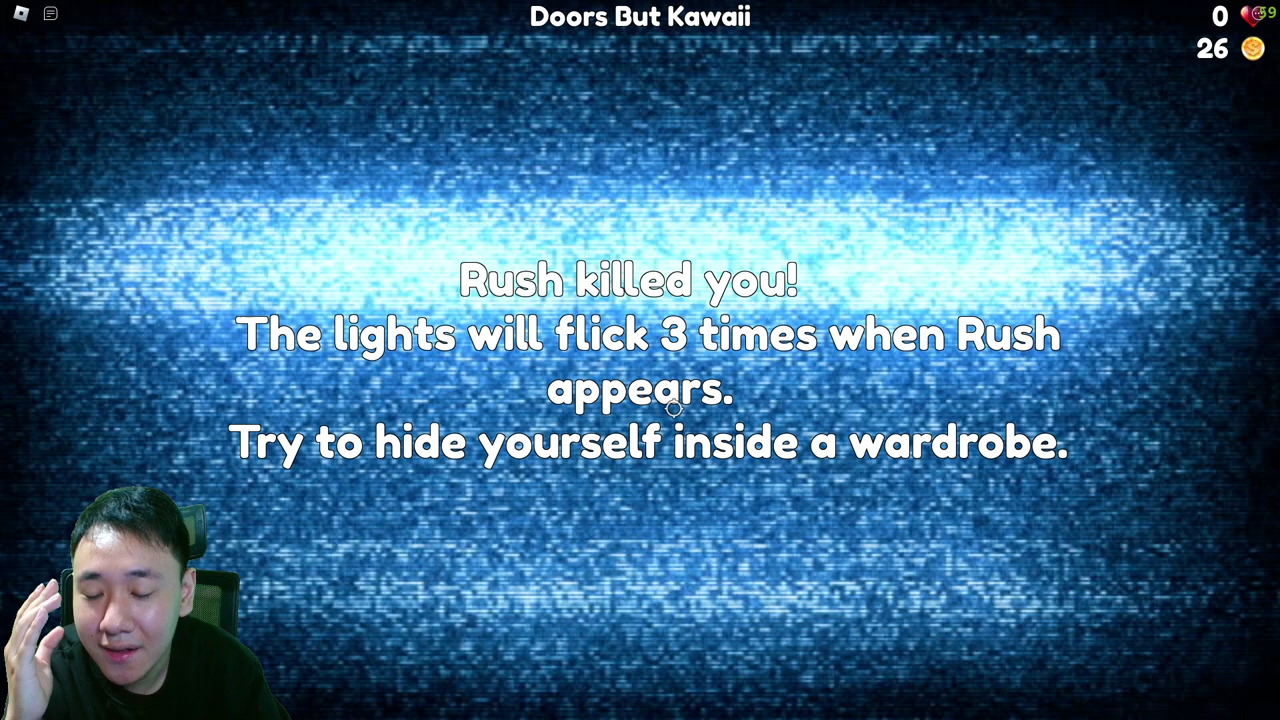 Doors But Kawaii
0
59
26
Rush killed you!
The lights will flick 3 times when Rush
appears.
Try to hide yourself inside a wardrobe.